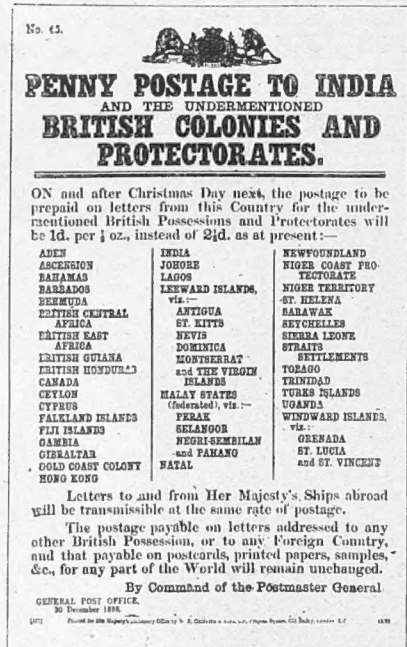 No. 45.
PENNY POSTAGE TO INDIA
AND THE UNDERMENTIONED
BRITISH COLONIES AND
PROTECTORATES.
ON and after Christmas Day next, the postage to be
prepaid on letters from this Country for the under-
mentioned British Possessions and Protectorates will
be 1d. per ½ oz., instead of 2½d. as at present:—
ADEN
ASCENSION
BAHAMAS
BARBADOS
BERMUDA
BRITISH CENTRAL
AFRICA
BRITISH EAST
AFRICA
BRITISH GUIANA
BRITISH HONDURAS
CANADA
CEYLON
CYPRUS
FALKLAND ISLANDS
FIJI ISLANDS
GAMBIA
GIBRALTAR
GOLD COAST COLONY
HONG KONG
INDIA
JOHORE
LAGOS
LEEWARD ISLANDS,
viz.:—
ANTIGUA
ST. KITTS
NEVIS
DOMINICA
MONTSERRAT
and THE VIRGIN
ISLANDS
MALAY STATES
(federated), viz.:—
PERAK
SELANGOR
NEGRI-SEMBILAN
and PAHANG
NATAL
NEWFOUNDLAND
NIGER COAST PRO-
TECTORATE
NIGER TERRITORY
ST. HELENA
SARAWAK
SEYCHELLES
SIERRA LEONE
STRAITS
SETTLEMENTS
TOBAGO
TRINIDAD
TURKS ISLANDS
UGANDA
WINDWARD ISLANDS,
viz.:—
GRENADA
ST. LUCIA
and ST. VINCENT
Letters to and from Her Majesty's Ships abroad
will be transmissible at the same rate of postage.
The postage payable on letters addressed to any
other British Possession, or to any Foreign Country,
and that payable on postcards, printed papers, samples,
&c., for any part of the World will remain unchanged.
By Command of the Postmaster General
GENERAL POST OFFICE,
30 December 1898.
Printed for Her Majesty's Stationery Office by